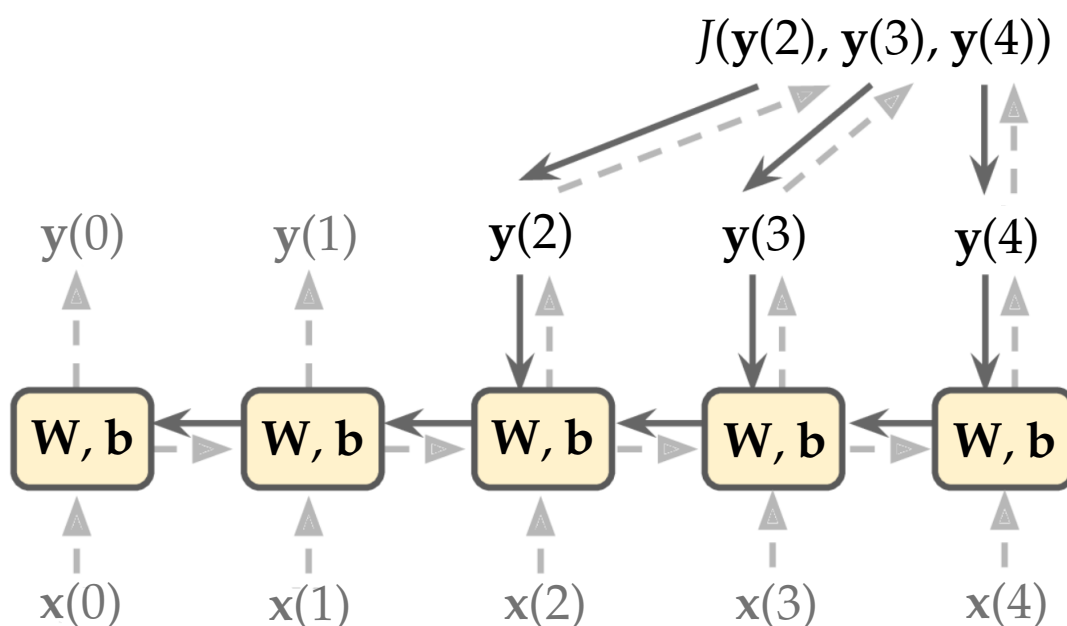 J(y(2), y(3), y(4))
y(0) y(1) y(2) y(3) y(4)
W, b W, b W, b W, b W, b
x(0) x(1) x(2) x(3) x(4)